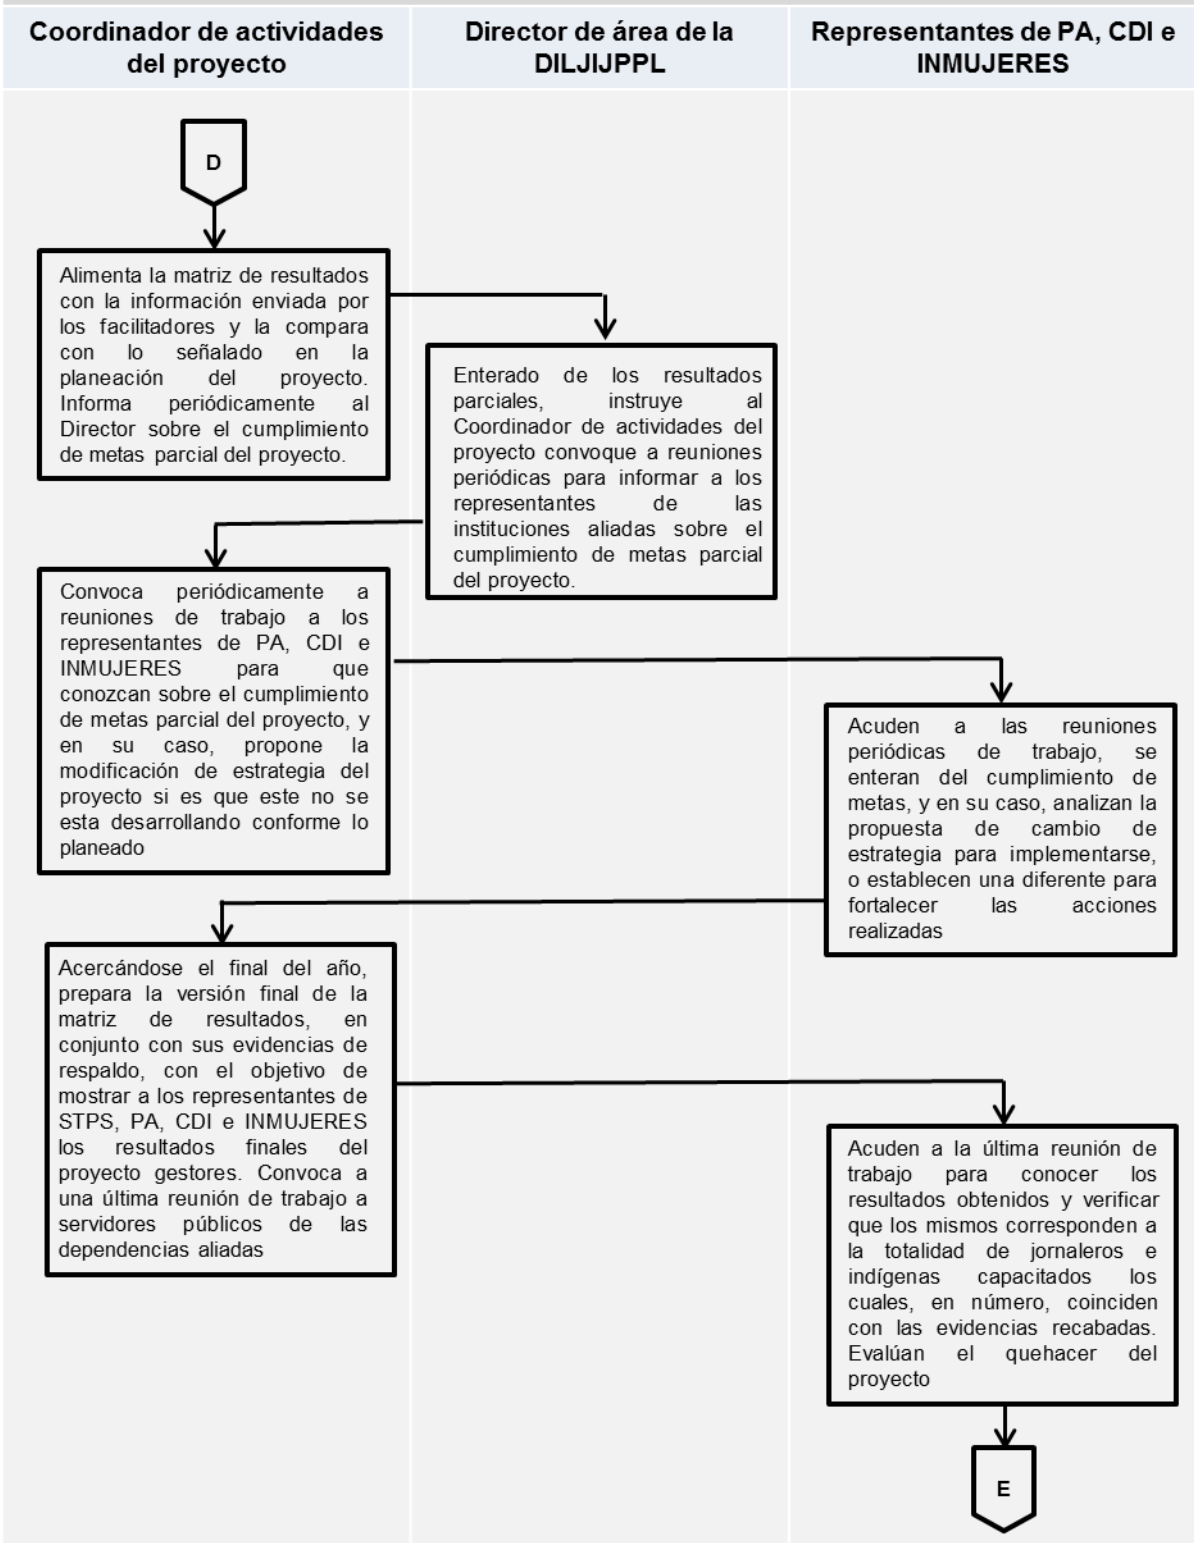 Coordinador de actividades
del proyecto
Director de área de la
DILJIJPPL
Representantes de PA, CDI e
INMUJERES
D
Alimenta la matriz de resultados
con la información enviada por
los facilitadores y la compara
con lo señalado en la
planeación del proyecto.
Informa periódicamente al
Director sobre el cumplimiento
de metas parcial del proyecto.
Enterado de los resultados
parciales, instruye al
Coordinador de actividades del
proyecto convoque a reuniones
periódicas para informar a los
representantes de las
instituciones aliadas sobre el
cumplimiento de metas parcial
del proyecto.
Convoca periódicamente a
reuniones de trabajo a los
representantes de PA, CDI e
INMUJERES para que
conozcan sobre el cumplimiento
de metas parcial del proyecto, y
en su caso, propone la
modificación de estrategia del
proyecto si es que este no se
esta desarrollando conforme lo
planeado
Acuden a las reuniones
periódicas de trabajo, se
enteran del cumplimiento de
metas, y en su caso, analizan la
propuesta de cambio de
estrategia para implementarse,
o establecen una diferente para
fortalecer las acciones
realizadas
Acercándose el final del año,
prepara la versión final de la
matriz de resultados, en
conjunto con sus evidencias de
respaldo, con el objetivo de
mostrar a los representantes de
STPS, PA, CDI e INMUJERES
los resultados finales del
proyecto gestores. Convoca a
una última reunión de trabajo a
servidores públicos de las
dependencias aliadas
Acuden a la última reunión de
trabajo para conocer los
resultados obtenidos y verificar
que los mismos corresponden a
la totalidad de jornaleros e
indígenas capacitados los
cuales, en número, coinciden
con las evidencias recabadas.
Evalúan el quehacer del
proyecto
E